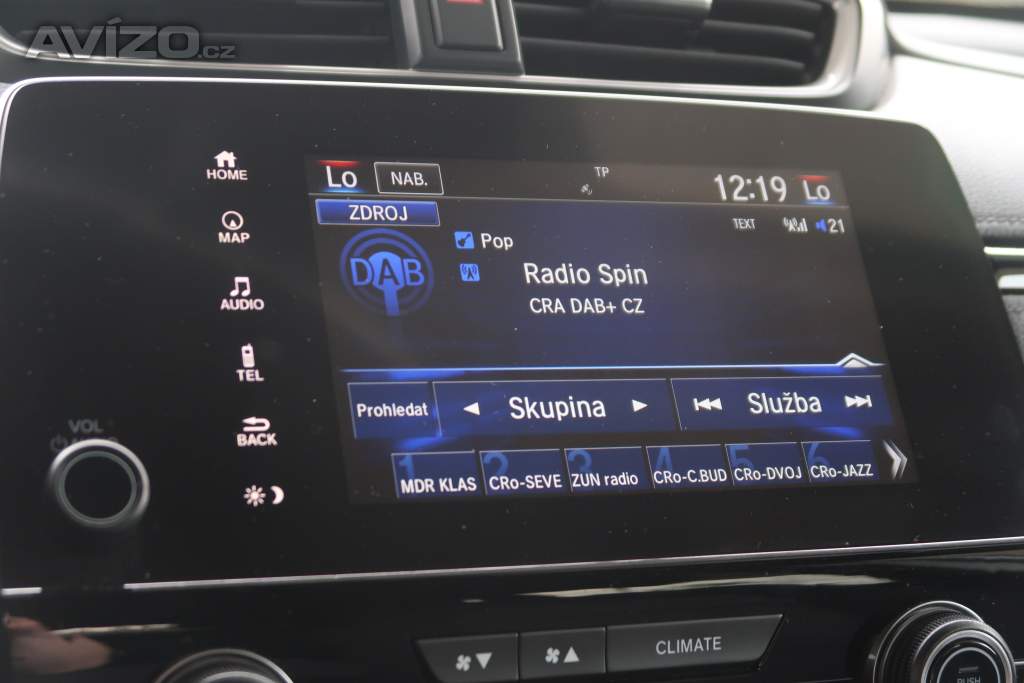 AVÍZO.cz
HOME
MAP
AUDIO
TEL
BACK
VOL
Lo
NAB.
TP
12:19
Lo
ZDROJ
TEXT
21
DAB
Pop
Radio Spin
CRA DAB+ CZ
Prohledat
Skupina
Služba
1 MDR KLAS
2 CRo-SEVE
3 ZUN radio
4 CRo-C.BUD
5 CRo-DVOJ
6 CRo-JAZZ
CLIMATE
PUSH